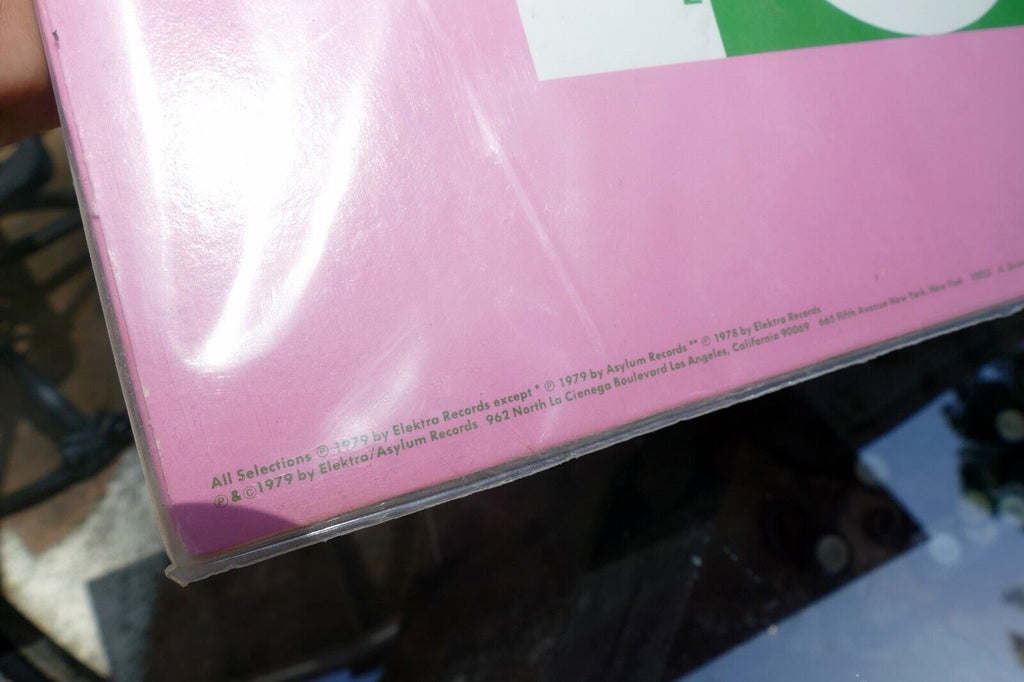 All Selections ℗ 1979 by Elektra Records except * ℗ 1979 by Asylum Records ** ℗ 1978 by Elektra Records
℗ & © 1979 by Elektra/Asylum Records 962 North La Cienega Boulevard Los Angeles, California 90069 665 Fifth Avenue New York, New York 10022 A